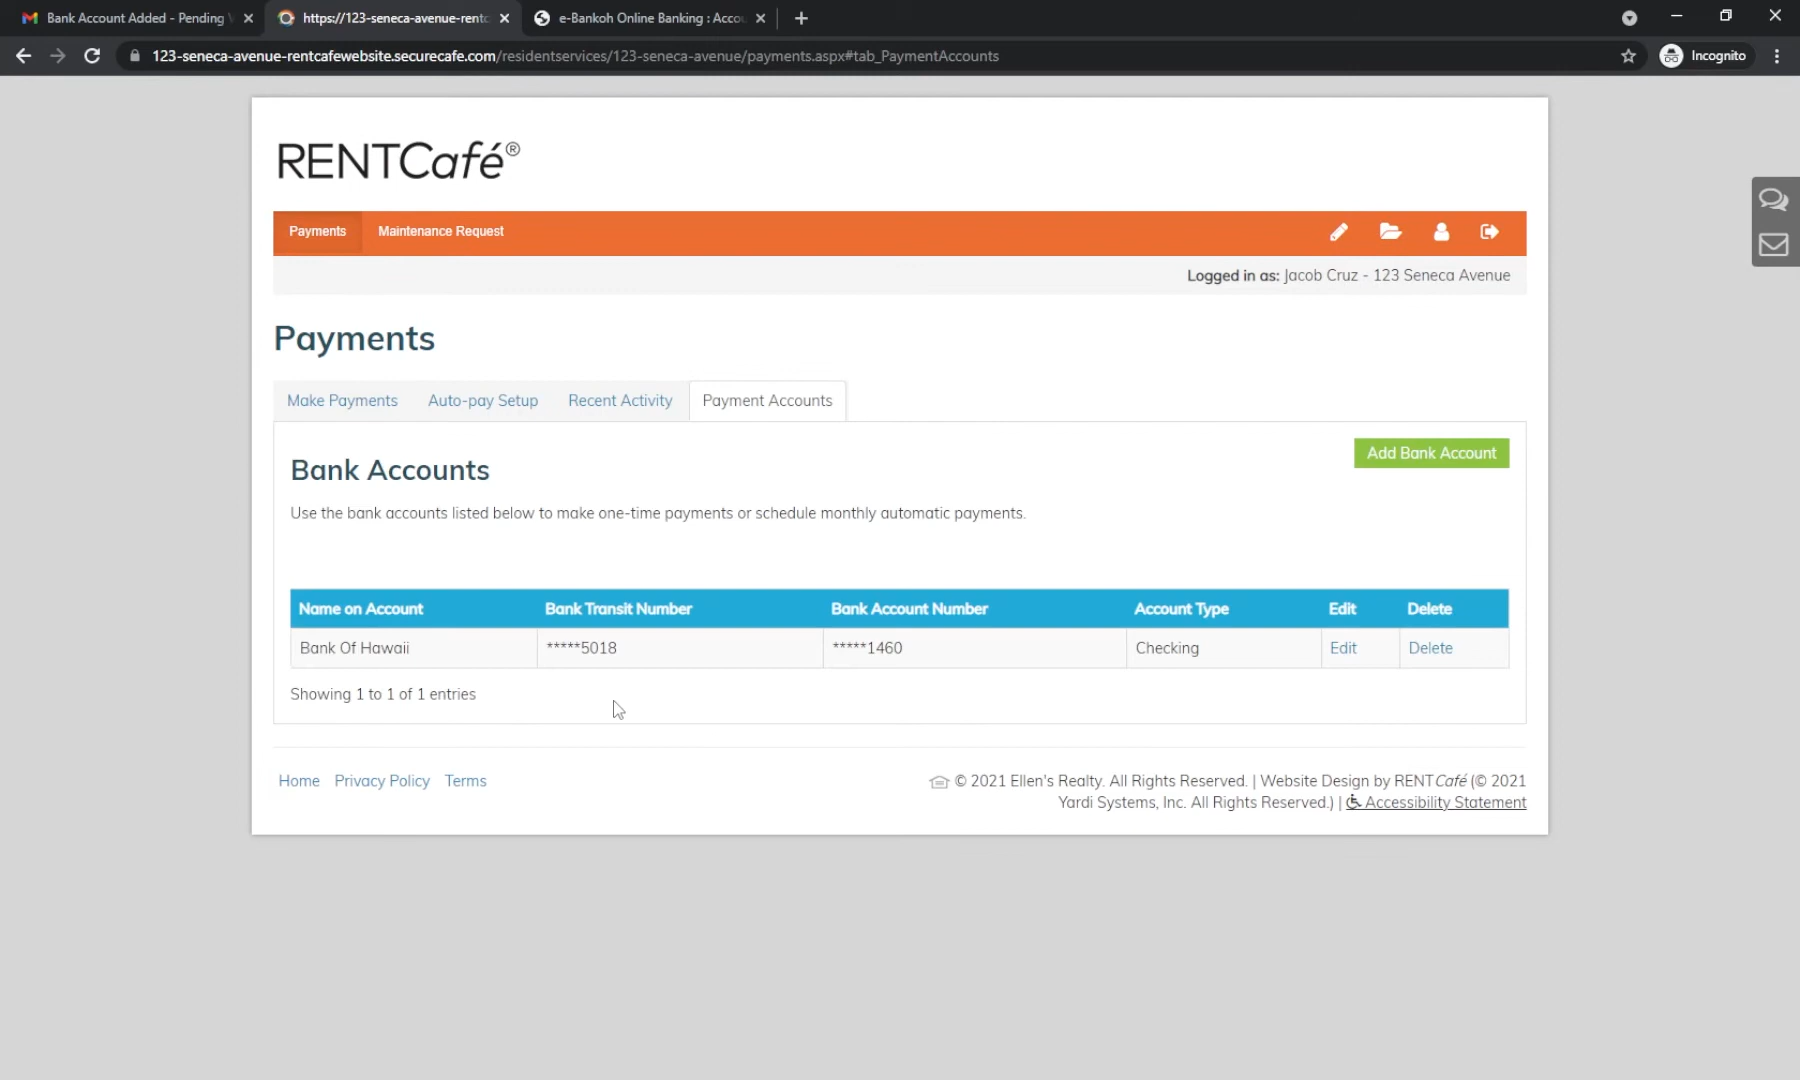 Bank Account Added - Pending
https://123-seneca-avenue-rentc
e-Bankoh Online Banking : Accou
123-seneca-avenue-rentcafewebsite.securecafe.com/residentservices/123-seneca-avenue/payments.aspx#tab_PaymentAccounts
Incognito
RENTCafé®
Payments Maintenance Request
Logged in as: Jacob Cruz - 123 Seneca Avenue
Payments
Make Payments Auto-pay Setup Recent Activity Payment Accounts
Add Bank Account
Bank Accounts
Use the bank accounts listed below to make one-time payments or schedule monthly automatic payments.
Name on Account Bank Transit Number Bank Account Number Account Type Edit Delete
Bank Of Hawaii *****5018 *****1460 Checking Edit Delete
Showing 1 to 1 of 1 entries
Home Privacy Policy Terms
© 2021 Ellen's Realty. All Rights Reserved. | Website Design by RENTCafé (© 2021
Yardi Systems, Inc. All Rights Reserved.) | Accessibility Statement